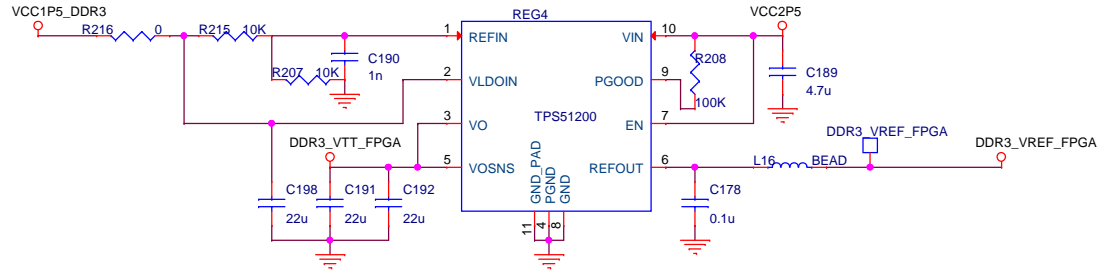 VCC1P5_DDR3
REG4
VCC2P5
R216 0 R215 10K
1 REFIN VIN 10
C190
1n
R208
C189
4.7u
R207 10K
2 VLDOIN PGOOD 9
100K
TPS51200
3 VO EN 7
DDR3_VTT_FPGA
DDR3_VREF_FPGA
DDR3_VREF_FPGA
5 VOSNS REFOUT 6
L16 BEAD
GND_PAD
PGND
GND
C198
22u
C191
22u
C192
22u
C178
0.1u
11
4
8